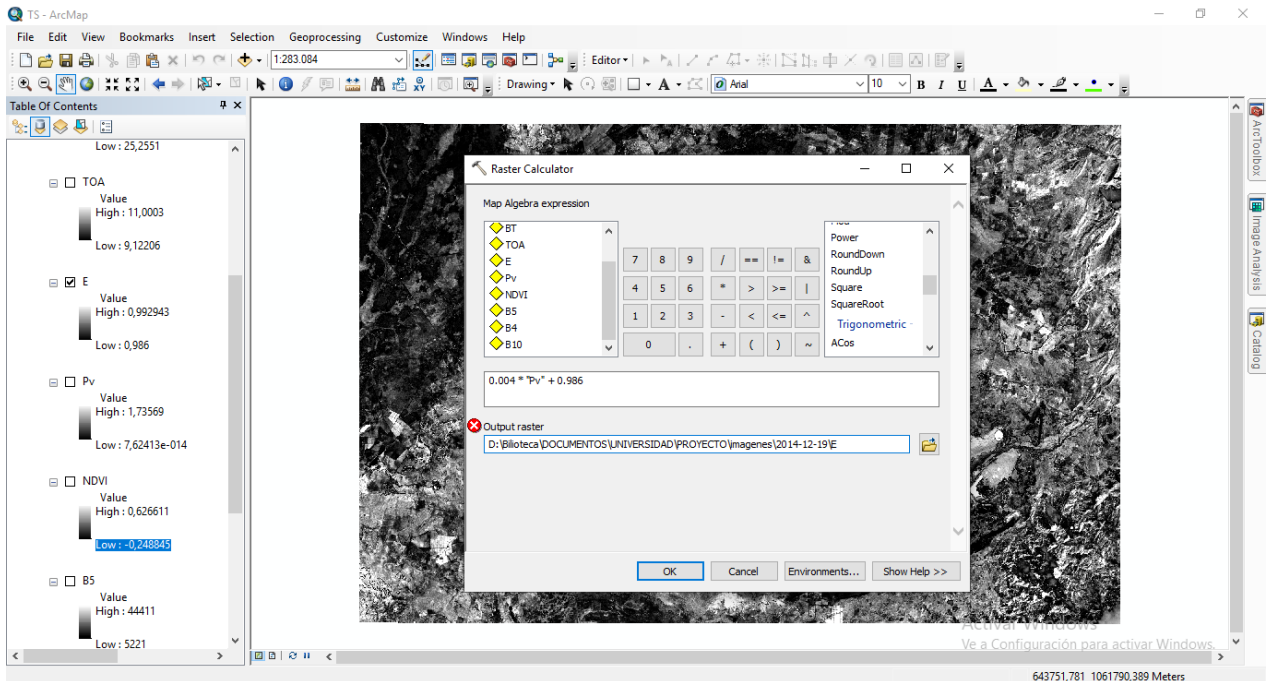 TS - ArcMap
File Edit View Bookmarks Insert Selection Geoprocessing Customize Windows Help
1:283.084
Editor
Drawing
A
Arial
10
B I U A
Table Of Contents
Low : 25,2551
TOA
Value
High : 11,0003
Low : 9,12206
E
Value
High : 0,992943
Low : 0,986
Pv
Value
High : 1,73569
Low : 7,62413e-014
NDVI
Value
High : 0,626611
Low : -0,248845
B5
Value
High : 44411
Low : 5221
Raster Calculator
Map Algebra expression
BT
TOA
E
Pv
NDVI
B5
B4
B10
7 8 9 / == != &
4 5 6 * > >= |
1 2 3 - < <= ^
0 . + ( ) ~
Power
RoundDown
RoundUp
Square
SquareRoot
Trigonometric
ACos
0.004 * "Pv" + 0.986
Output raster
D:\Bilioteca\DOCUMENTOS\UNIVERSIDAD\PROYECTO\imagenes\2014-12-19\E
OK Cancel Environments... Show Help >>
ArcToolbox
Image Analysis
Catalog
Activar Windows
Ve a Configuración para activar Windows.
643751,781 1061790,389 Meters